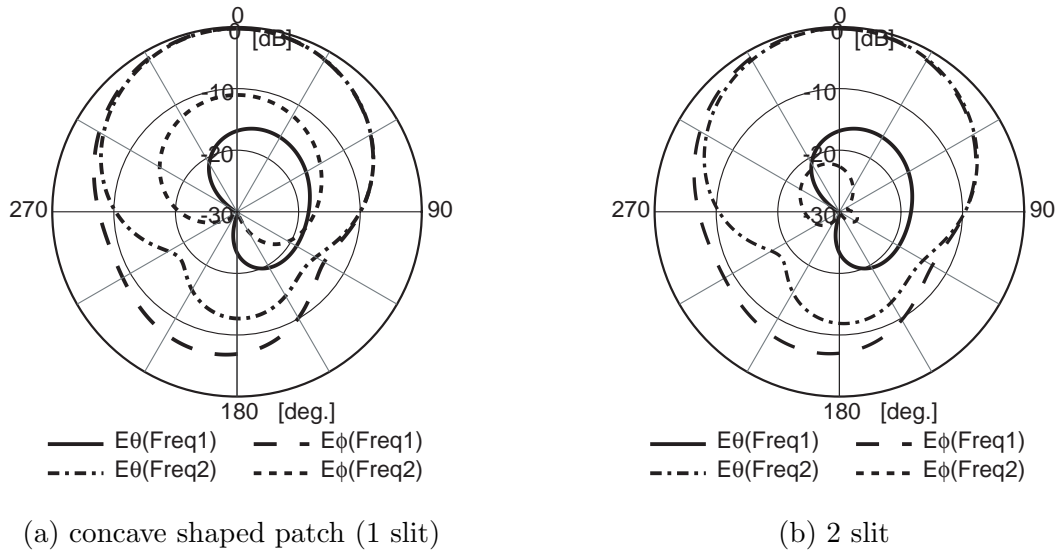 0
0
[dB]
-10
-20
-30
270
90
180 [deg.]
Eθ(Freq1) Eϕ(Freq1)
Eθ(Freq2) Eϕ(Freq2)
(a) concave shaped patch (1 slit)
0
0
[dB]
-10
-20
-30
270
90
180 [deg.]
Eθ(Freq1) Eϕ(Freq1)
Eθ(Freq2) Eϕ(Freq2)
(b) 2 slit